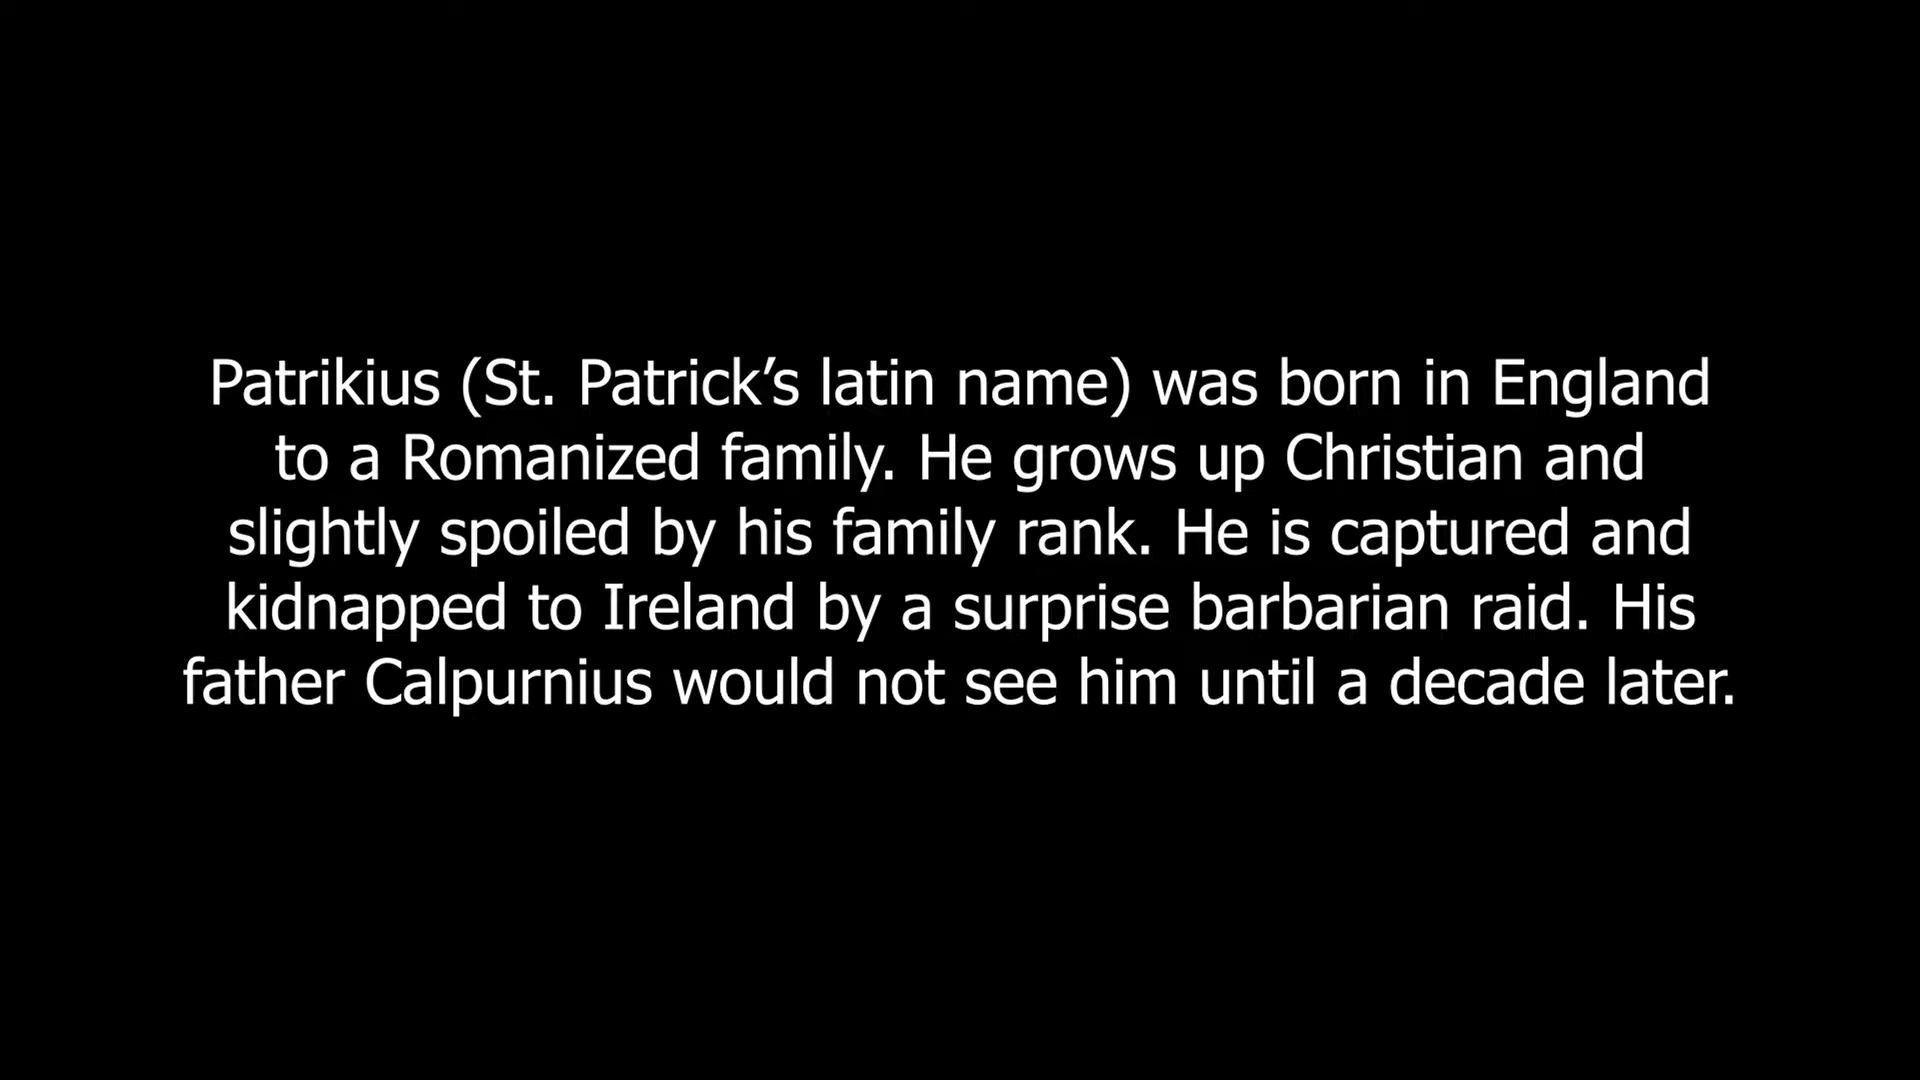 Patrikius (St. Patrick’s latin name) was born in England
to a Romanized family. He grows up Christian and
slightly spoiled by his family rank. He is captured and
kidnapped to Ireland by a surprise barbarian raid. His
father Calpurnius would not see him until a decade later.